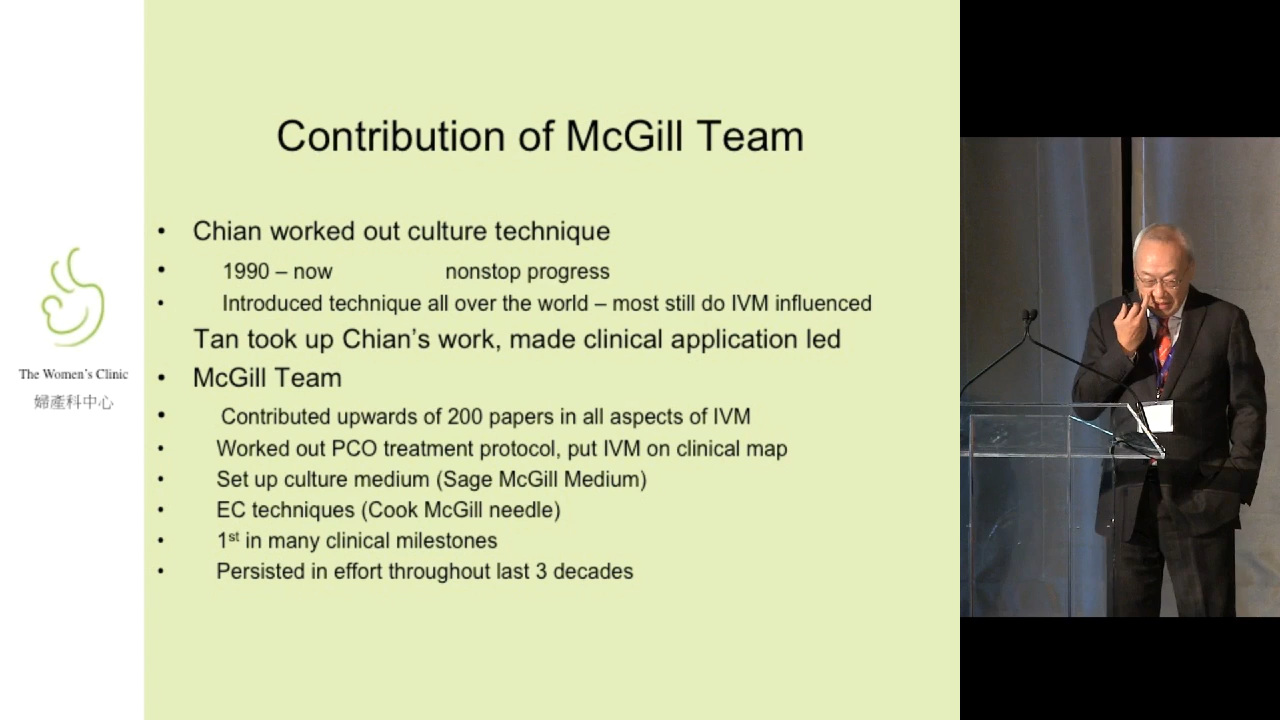 Contribution of McGill Team
• Chian worked out culture technique
• 1990 – now nonstop progress
• Introduced technique all over the world – most still do IVM influenced
Tan took up Chian's work, made clinical application led
• McGill Team
• Contributed upwards of 200 papers in all aspects of IVM
• Worked out PCO treatment protocol, put IVM on clinical map
• Set up culture medium (Sage McGill Medium)
• EC techniques (Cook McGill needle)
• 1st in many clinical milestones
• Persisted in effort throughout last 3 decades
The Women's Clinic
婦產科中心